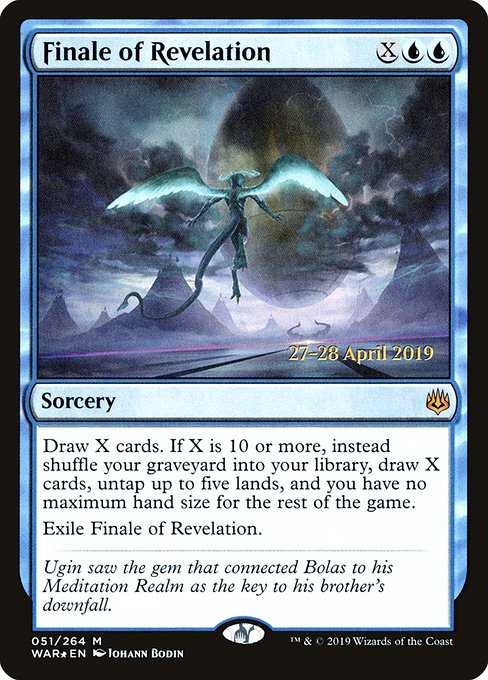 Finale of Revelation X
27–28 April 2019
Sorcery
Draw X cards. If X is 10 or more, instead
shuffle your graveyard into your library, draw X
cards, untap up to five lands, and you have no
maximum hand size for the rest of the game.
Exile Finale of Revelation.
Ugin saw the gem that connected Bolas to his
Meditation Realm as the key to his brother's
downfall.
051/264 M
WAR★EN Johann Bodin
™ & © 2019 Wizards of the Coast